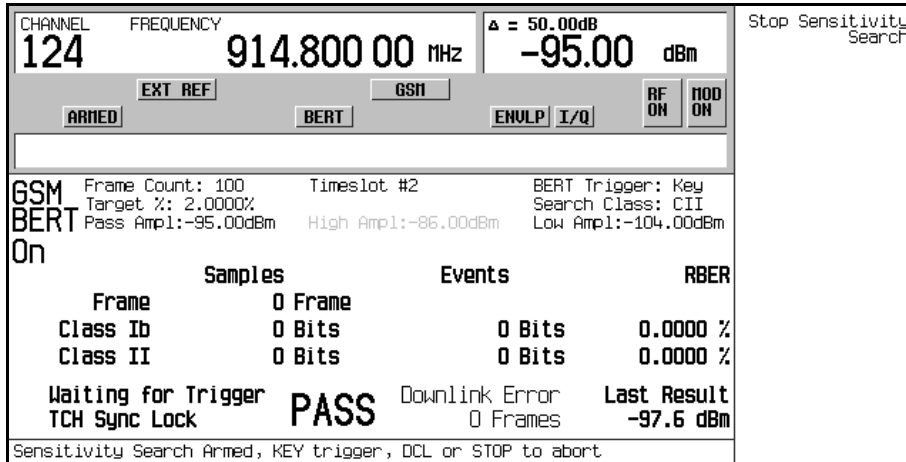 CHANNEL FREQUENCY Δ = 50.00dB Stop Sensitivity
Search
124 914.800 00 MHz -95.00 dBm
EXT REF GSM RF ON MOD ON
ARMED BERT ENVLP I/Q
GSM BERT On
Frame Count: 100 Timeslot #2 BERT Trigger: Key
Target %: 2.0000% Search Class: CII
Pass Ampl:-95.00dBm High Ampl:-86.00dBm Low Ampl:-104.00dBm
Samples Events RBER
Frame 0 Frame
Class Ib 0 Bits 0 Bits 0.0000 %
Class II 0 Bits 0 Bits 0.0000 %
Waiting for Trigger PASS Downlink Error Last Result
TCH Sync Lock 0 Frames -97.6 dBm
Sensitivity Search Armed, KEY trigger, DCL or STOP to abort